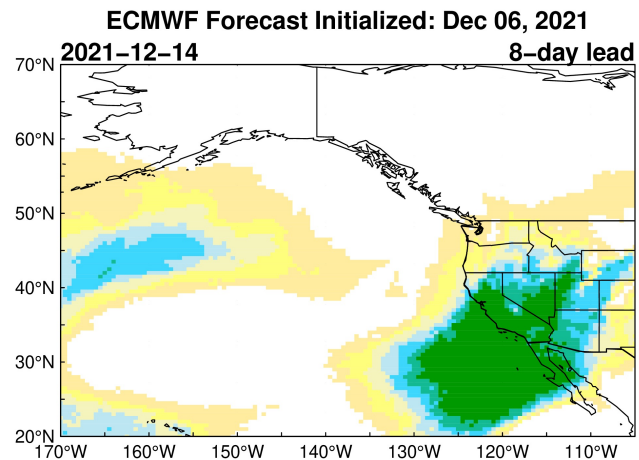 ECMWF Forecast Initialized: Dec 06, 2021
2021−12−14 8−day lead
70°N
60°N
50°N
40°N
30°N
20°N
170°W 160°W 150°W 140°W 130°W 120°W 110°W